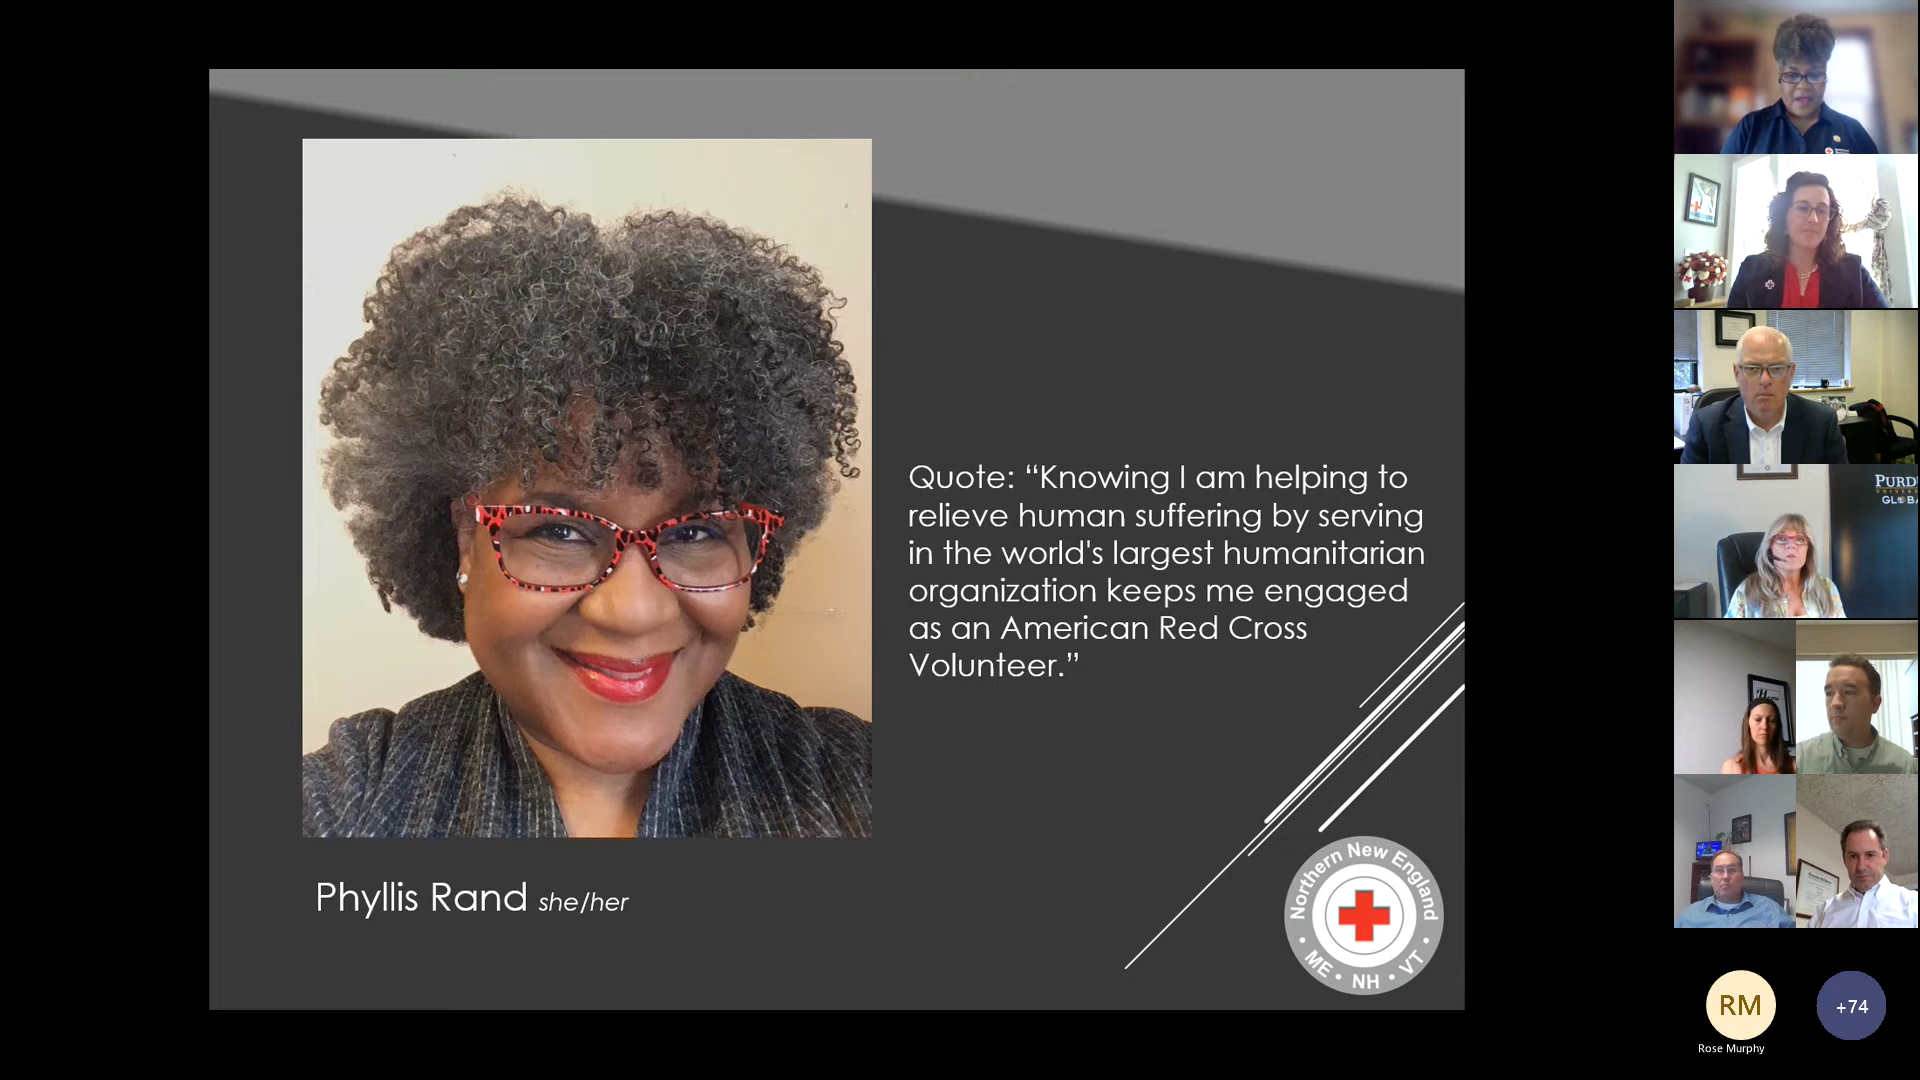 Quote: “Knowing I am helping to
relieve human suffering by serving
in the world's largest humanitarian
organization keeps me engaged
as an American Red Cross
Volunteer.”
Phyllis Rand she/her
Northern New England
• ME • NH • VT •
GLOBA
RM
Rose Murphy
+74